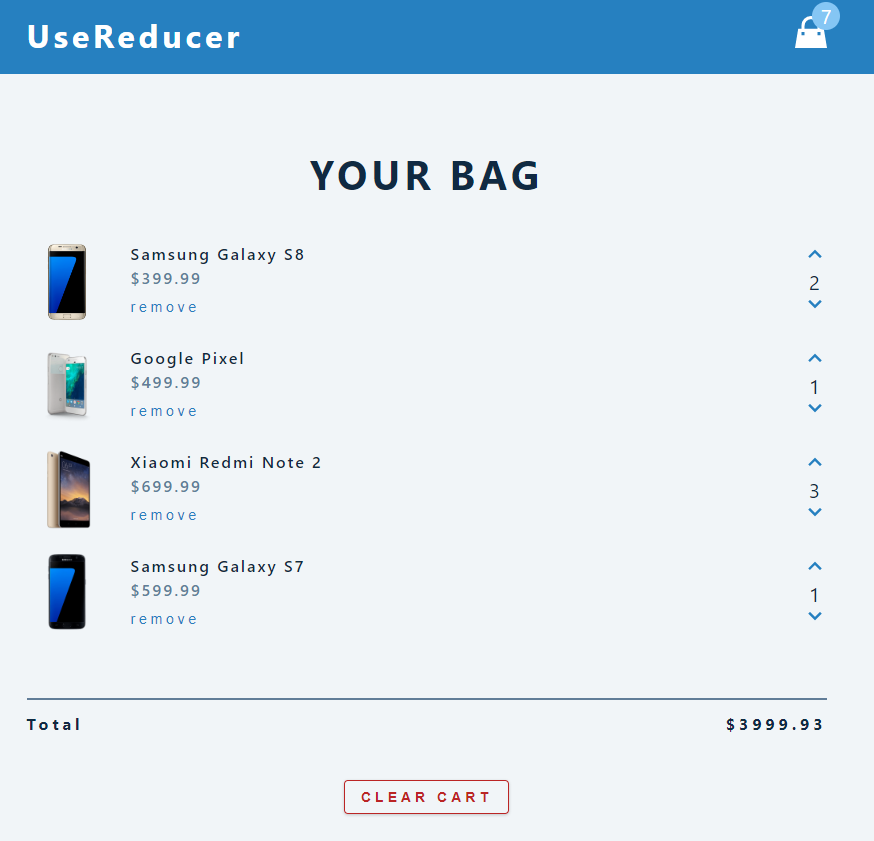 UseReducer
7
YOUR BAG
Samsung Galaxy S8
$399.99
remove
2
Google Pixel
$499.99
remove
1
Xiaomi Redmi Note 2
$699.99
remove
3
Samsung Galaxy S7
$599.99
remove
1
Total $3999.93
CLEAR CART